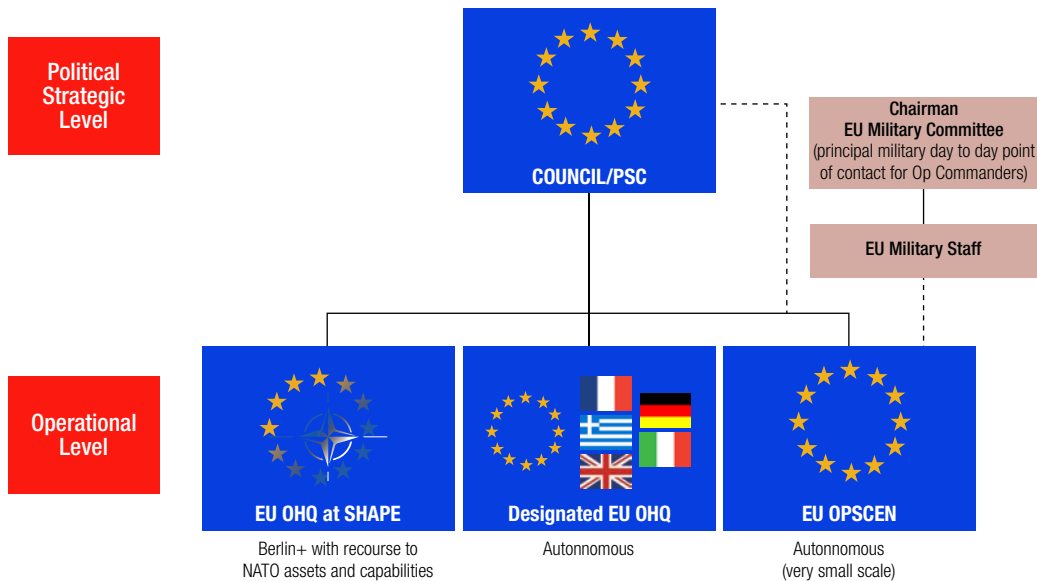 Political
Strategic
Level
COUNCIL/PSC
Chairman
EU Military Committee
(principal military day to day point
of contact for Op Commanders)
EU Military Staff
Operational
Level
EU OHQ at SHAPE
Designated EU OHQ
EU OPSCEN
Berlin+ with recourse to
NATO assets and capabilities
Autonnomous
Autonomous
(very small scale)